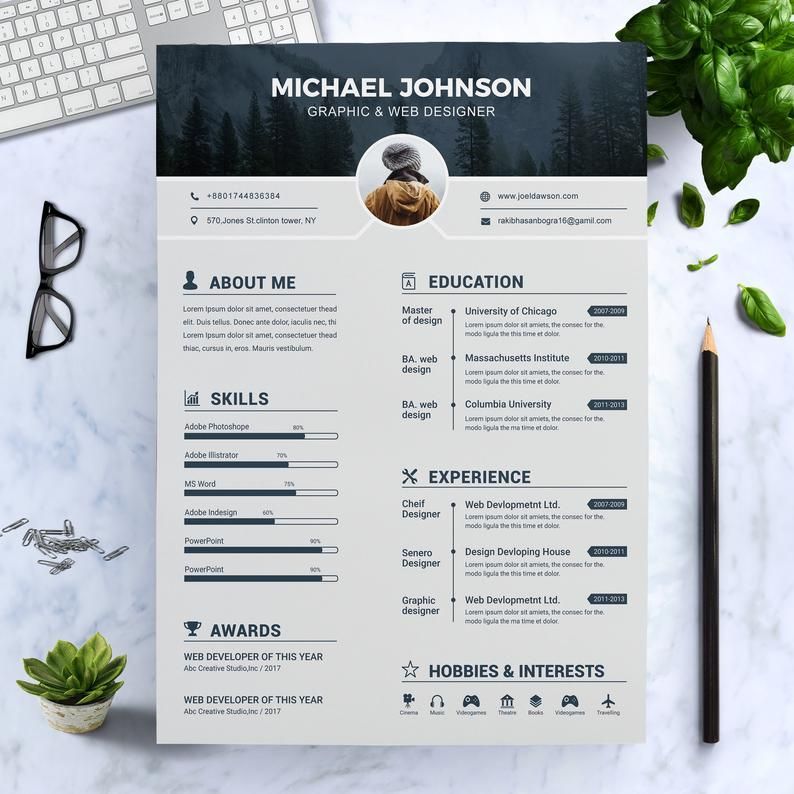 MICHAEL JOHNSON
GRAPHIC & WEB DESIGNER
+8801744836384
570,Jones St.clinton tower, NY
www.joeldawson.com
rakibhasanbogra16@gamil.com
ABOUT ME
Lorem Ipsum dolor sit amet, consectetuer thead
elit. Duis tellus. Donec ante dolor, iaculis nec, thi
Lorem Ipsum dolor sit amet, consectetuer thead
thiac, cursus in, eros. Mauris vestibulum.
SKILLS
Adobe Photoshope 80%
Adobe Illistrator 70%
MS Word 75%
Adobe Indesign 60%
PowerPoint 90%
PowerPoint 90%
AWARDS
WEB DEVELOPER OF THIS YEAR
Abc Creative Studio,Inc / 2017
WEB DEVELOPER OF THIS YEAR
Abc Creative Studio,Inc / 2017
EDUCATION
Master of design
University of Chicago 2007-2009
Lorem ipsum dolor sit amiets, the consec for the.
modo ligula the this time et dolor.
BA. web design
Massachusetts Institute 2010-2011
Lorem ipsum dolor sit amiets, the consec for the.
modo ligula the this time et dolor.
BA. web design
Columbia University 2011-2013
Lorem ipsum dolor sit amiets, the consec for the.
modo ligula the this time et dolor.
EXPERIENCE
Cheif Designer
Web Devlopmetnt Ltd. 2007-2009
Lorem ipsum dolor sit amiets, the consec for the.
modo ligula the this time et dolor.
Senero Designer
Design Devloping House 2010-2011
Lorem ipsum dolor sit amiets, the consec for the.
modo ligula the this time et dolor.
Graphic designer
Web Devlopmetnt Ltd. 2011-2013
Lorem ipsum dolor sit amiets, the consec for the.
modo ligula the this time et dolor.
HOBBIES & INTERESTS
Cinema Music Videogames Theatre Books Videogames Travelling